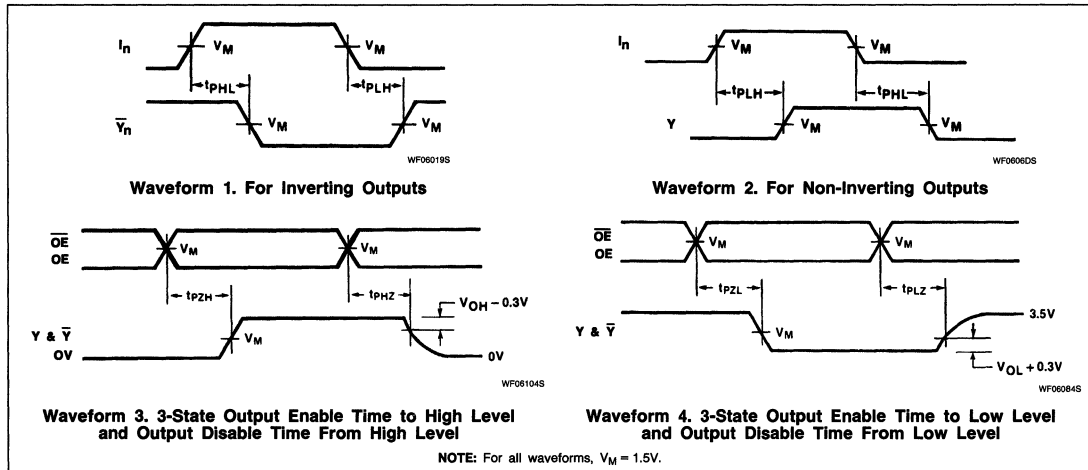 In
VM
VM
tPHL
tPLH
Yn
VM
VM
WF06019S
Waveform 1. For Inverting Outputs
In
VM
VM
tPLH
tPHL
Y
VM
VM
WF0606DS
Waveform 2. For Non-Inverting Outputs
OE
OE
VM
VM
tPZH
tPHZ
VOH − 0.3V
Y & Y
VM
OV
0V
WF06104S
Waveform 3. 3-State Output Enable Time to High Level
and Output Disable Time From High Level
OE
OE
VM
VM
tPZL
tPLZ
3.5V
Y & Y
VM
VOL + 0.3V
WF06084S
Waveform 4. 3-State Output Enable Time to Low Level
and Output Disable Time From Low Level
NOTE: For all waveforms, VM = 1.5V.